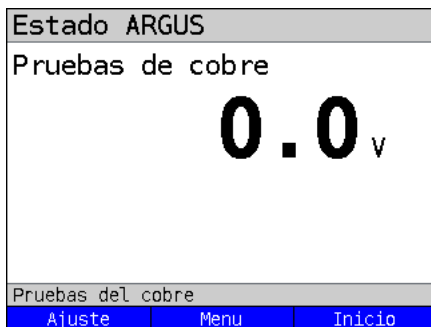 Estado ARGUS
Pruebas de cobre
0.0 V
Pruebas del cobre
Ajuste Menu Inicio